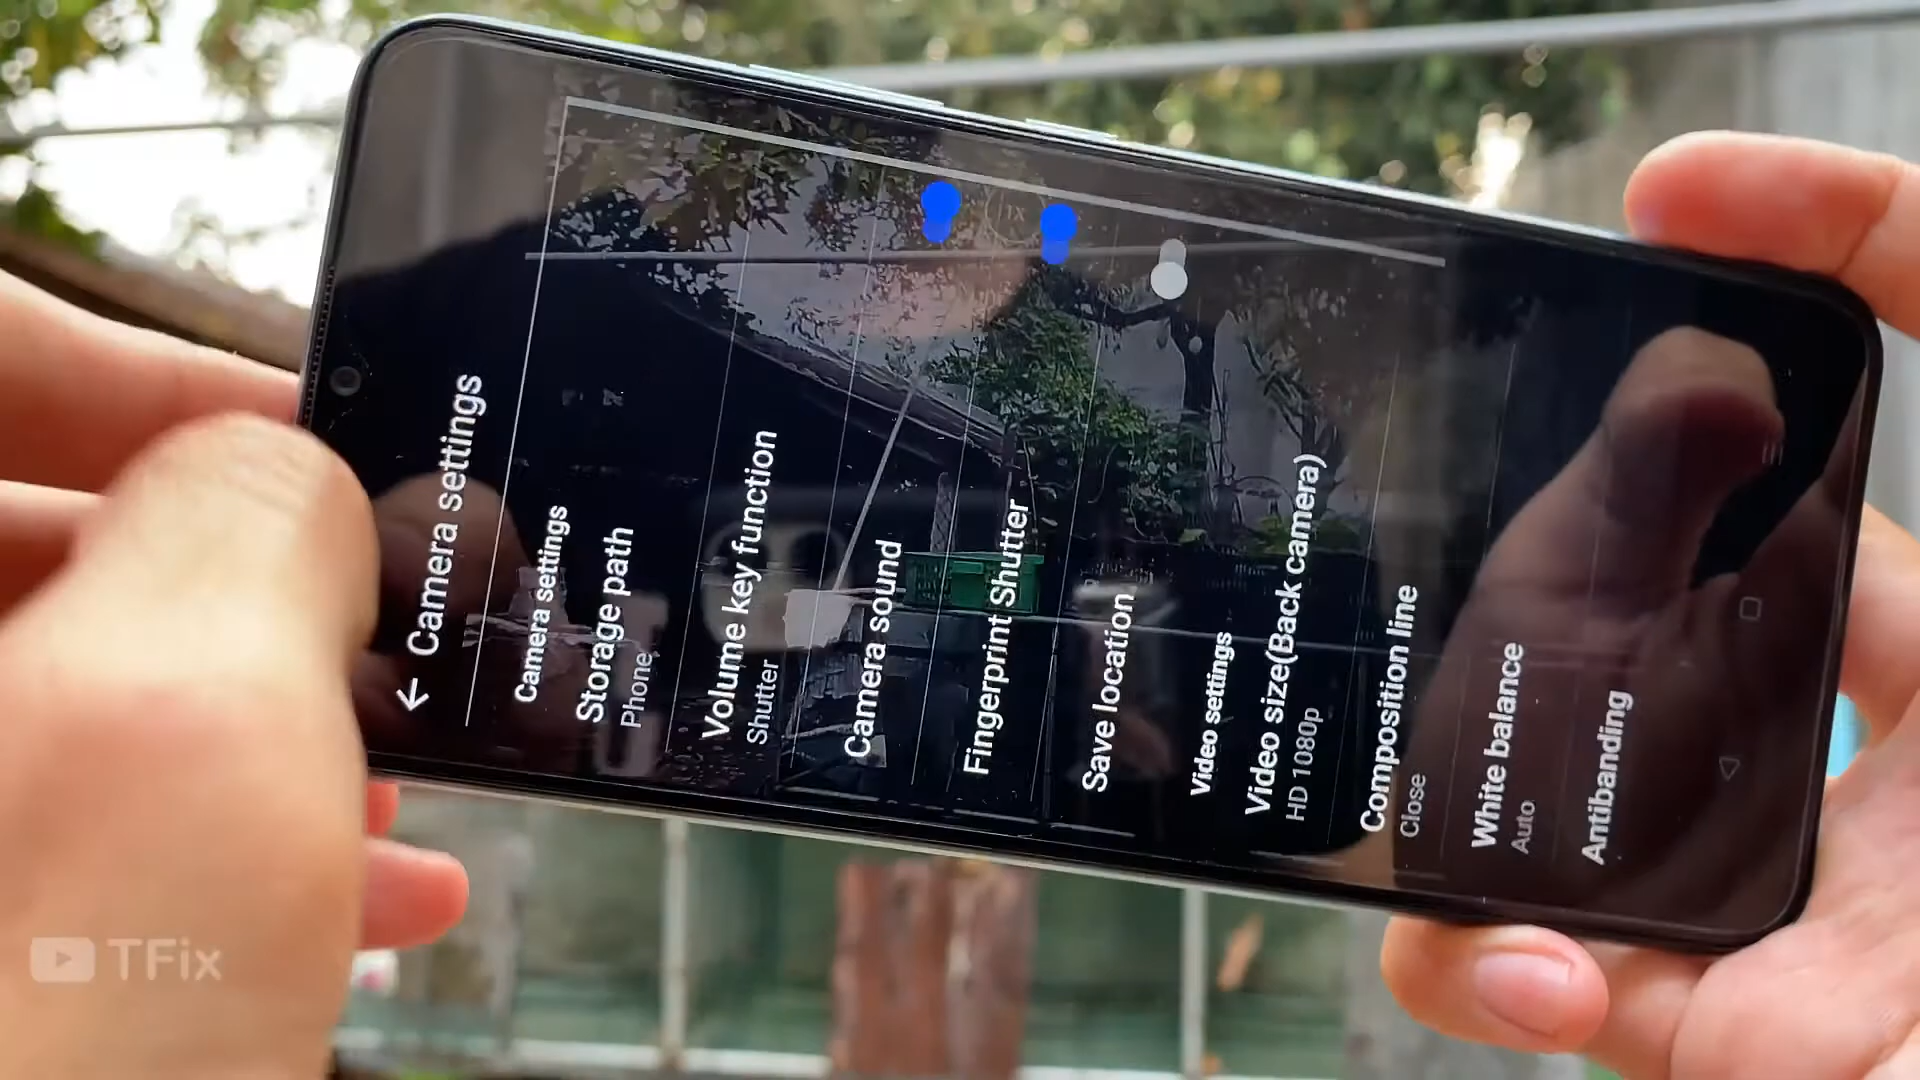 Camera settings
Camera settings
Storage path
Phone
Volume key function
Shutter
Camera sound
Fingerprint Shutter
Save location
Video settings
Video size(Back camera)
HD 1080p
Composition line
Close
White balance
Auto
Antibanding
1X
TFix